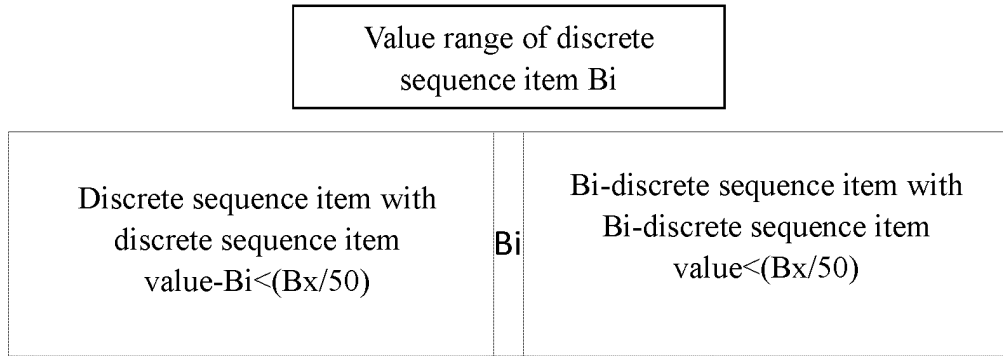 Value range of discrete
sequence item Bi
Discrete sequence item with
discrete sequence item
value-Bi<(Bx/50)
Bi
Bi-discrete sequence item with
Bi-discrete sequence item
value<(Bx/50)